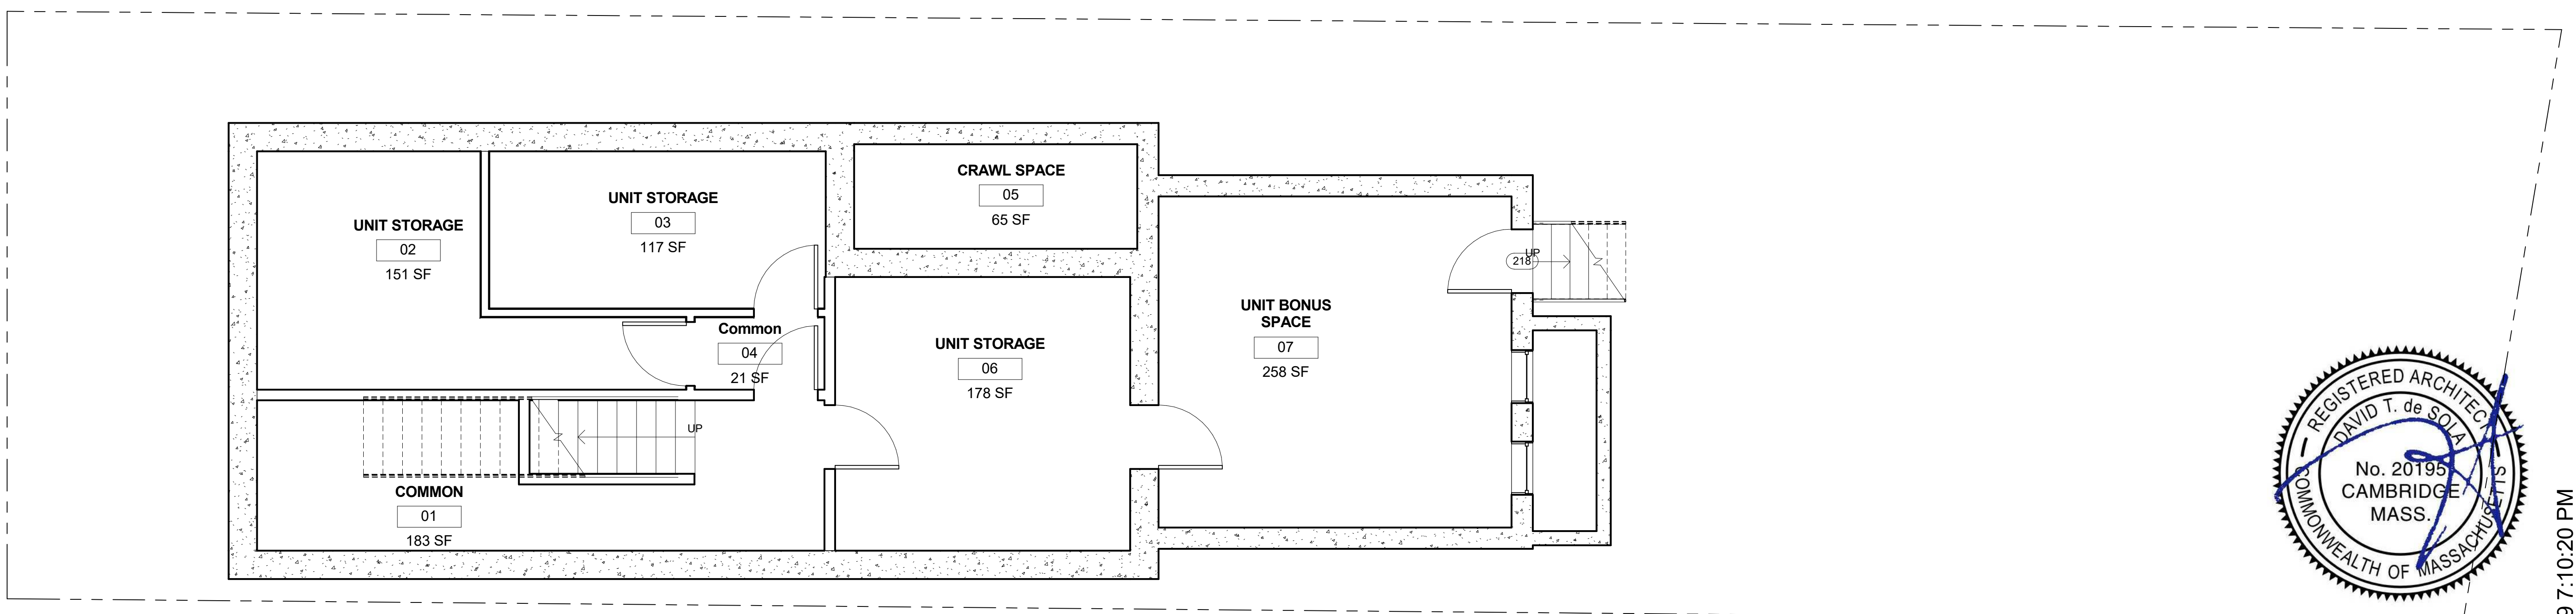 UNIT STORAGE
02
151 SF
UNIT STORAGE
03
117 SF
CRAWL SPACE
05
65 SF
Common
04
21 SF
UNIT STORAGE
06
178 SF
UNIT BONUS
SPACE
07
258 SF
218
UP
UP
COMMON
01
183 SF
REGISTERED ARCHITECT
DAVID T. de SOLA
No. 20195
CAMBRIDGE
MASS.
COMMONWEALTH OF MASSACHUSETTS
9 7:10:20 PM